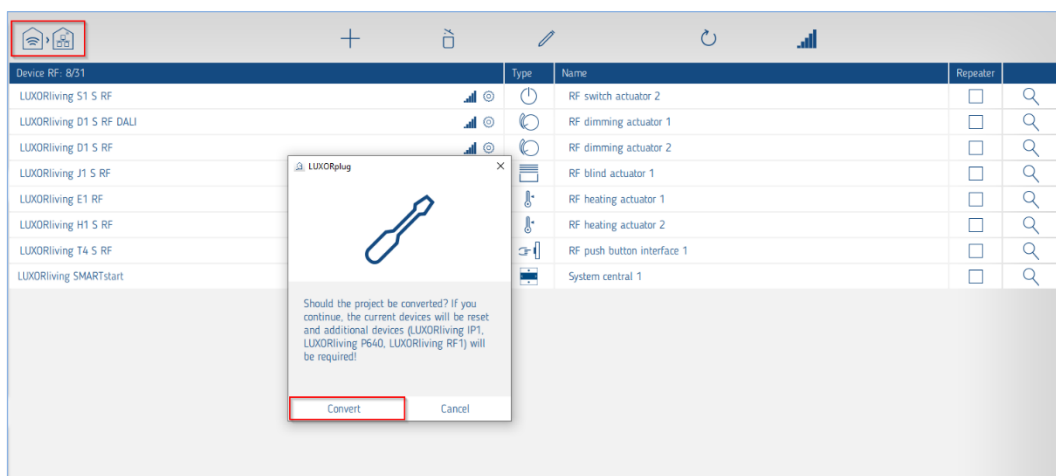 Device RF: 8/31 Type Name Repeater
LUXORliving S1 S RF RF switch actuator 2
LUXORliving D1 S RF DALI RF dimming actuator 1
LUXORliving D1 S RF RF dimming actuator 2
LUXORliving J1 S RF RF blind actuator 1
LUXORliving E1 RF RF heating actuator 1
LUXORliving H1 S RF RF heating actuator 2
LUXORliving T4 S RF RF push button interface 1
LUXORliving SMARTstart System central 1
LUXORplug
Should the project be converted? If you
continue, the current devices will be reset
and additional devices (LUXORliving IP1,
LUXORliving P640, LUXORliving RF1) will
be required!
Convert Cancel